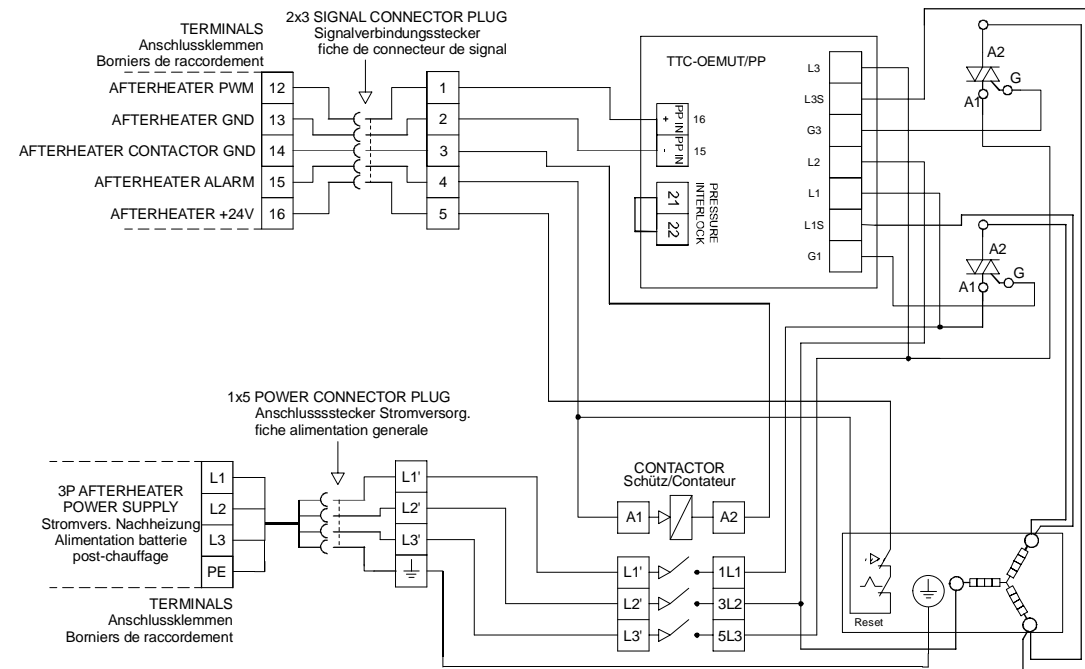 2x3 SIGNAL CONNECTOR PLUG
Signalverbindungsstecker
fiche de connecteur de signal
TERMINALS
Anschlussklemmen
Borniers de raccordement
AFTERHEATER PWM 12
AFTERHEATER GND 13
AFTERHEATER CONTACTOR GND 14
AFTERHEATER ALARM 15
AFTERHEATER +24V 16
1
2
3
4
5
TTC-OEMUT/PP
+ PP IN 16
- PP IN 15
21
22
PRESSURE
INTERLOCK
L3
L3S
G3
L2
L1
L1S
G1
A2
G
A1
A2
G
A1
1x5 POWER CONNECTOR PLUG
Anschlusssstecker Stromversorg.
fiche alimentation generale
3P AFTERHEATER
POWER SUPPLY
Stromvers. Nachheizung
Alimentation batterie
post-chauffage
L1
L2
L3
PE
TERMINALS
Anschlussklemmen
Borniers de raccordement
L1'
L2'
L3'
CONTACTOR
Schütz/Contateur
A1
A2
L1' 1L1
L2' 3L2
L3' 5L3
Reset